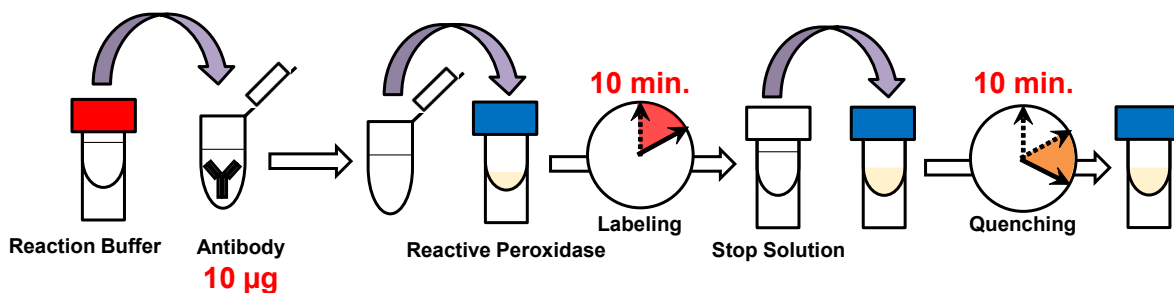 10 min.
10 min.
Labeling
Quenching
Reaction Buffer
Antibody
Reactive Peroxidase
Stop Solution
10 µg